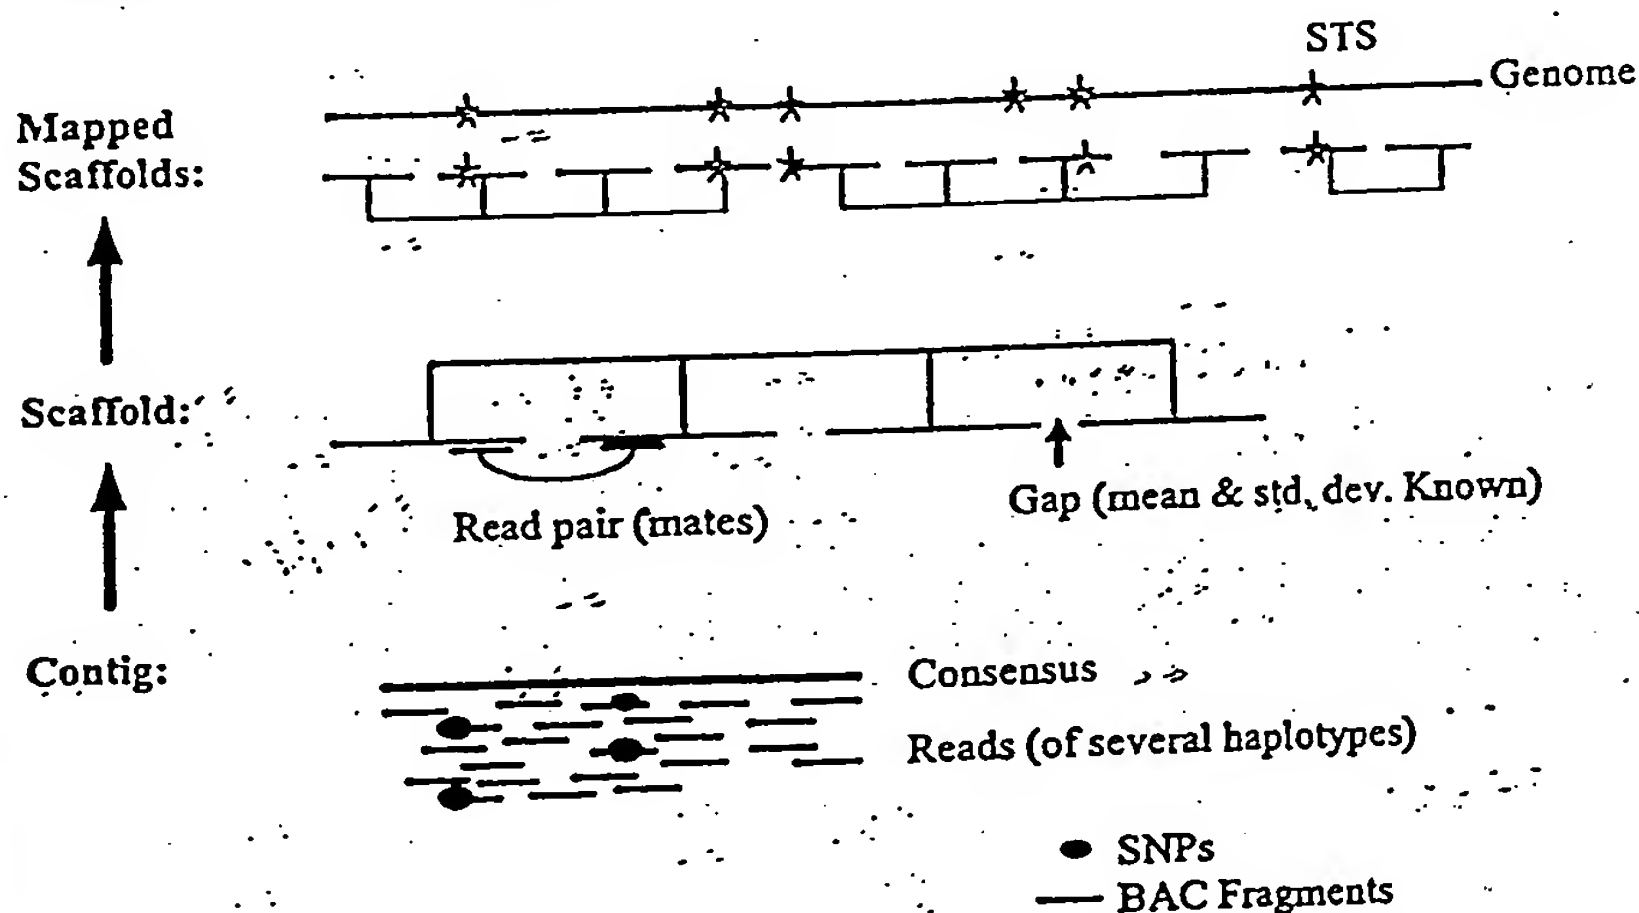 STS
Genome
Mapped
Scaffolds:
Scaffold:
Gap (mean & std, dev. Known)
Read pair (mates)
Contig:
Consensus
Reads (of several haplotypes)
SNPs
BAC Fragments